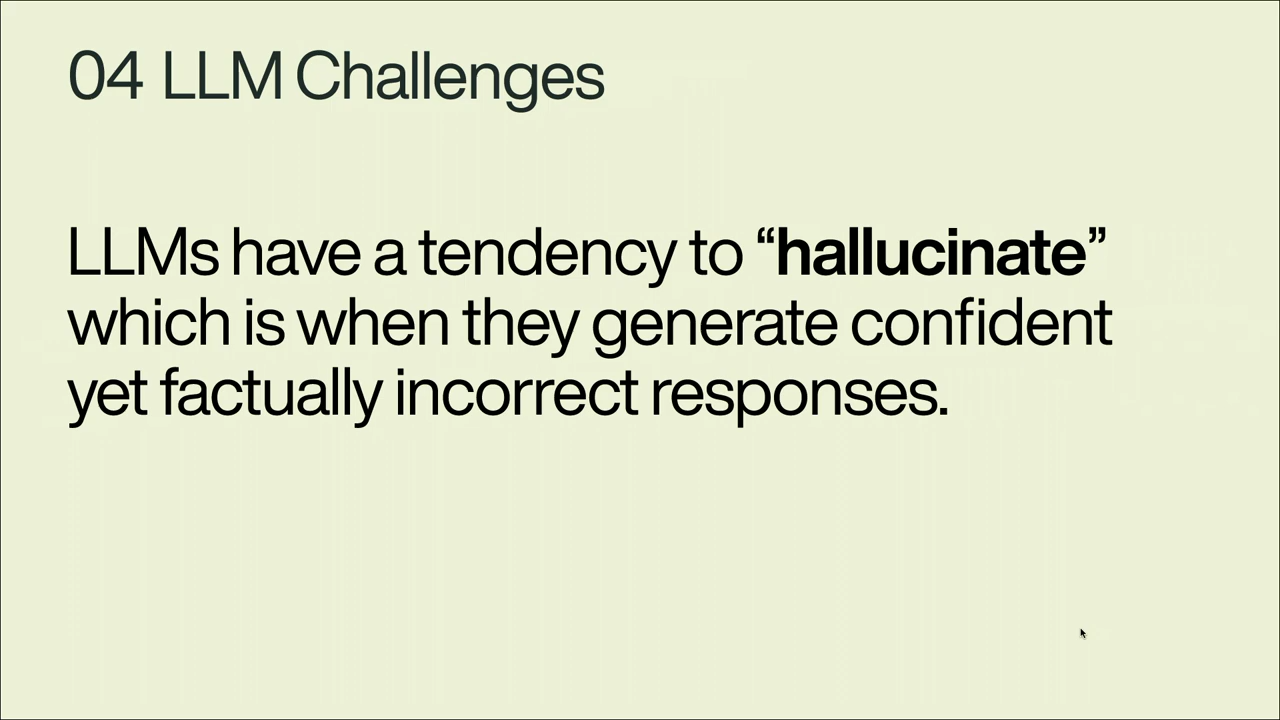 04 LLM Challenges
LLMs have a tendency to “hallucinate”
which is when they generate confident
yet factually incorrect responses.